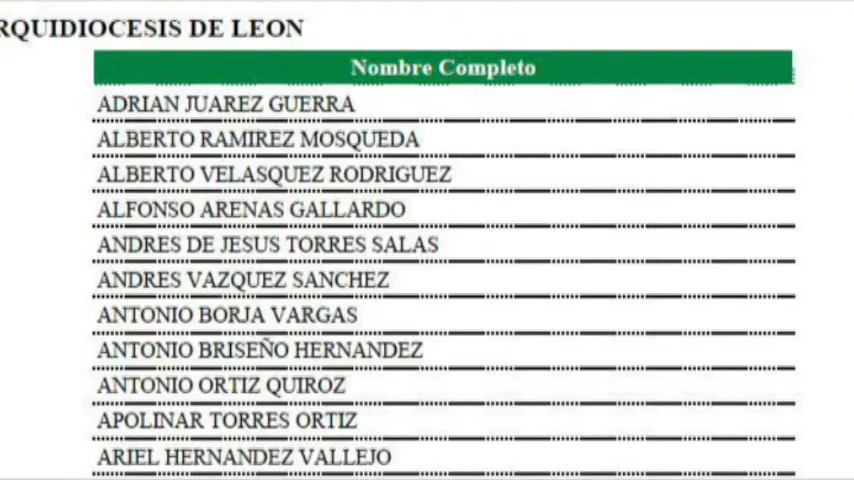 RQUIDIOCESIS DE LEON
Nombre Completo
ADRIAN JUAREZ GUERRA
ALBERTO RAMIREZ MOSQUEDA
ALBERTO VELASQUEZ RODRIGUEZ
ALFONSO ARENAS GALLARDO
ANDRES DE JESUS TORRES SALAS
ANDRES VAZQUEZ SANCHEZ
ANTONIO BORJA VARGAS
ANTONIO BRISEÑO HERNANDEZ
ANTONIO ORTIZ QUIROZ
APOLINAR TORRES ORTIZ
ARIEL HERNANDEZ VALLEJO